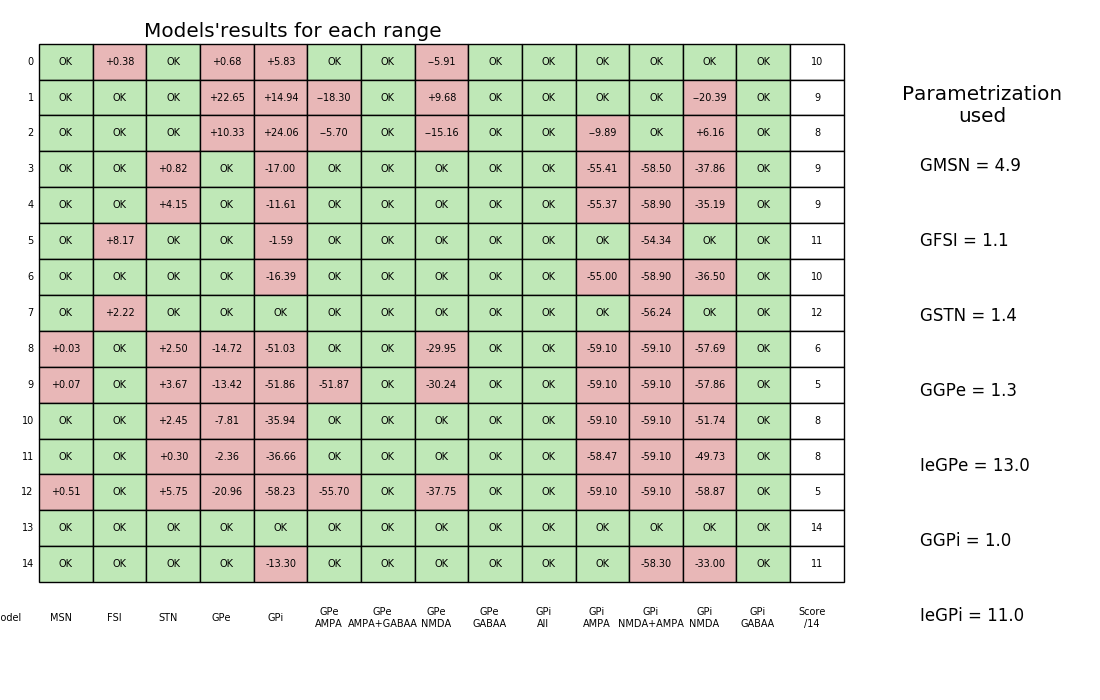 Models'results for each range
0 OK +0.38 OK +0.68 +5.83 OK OK --5.91 OK OK OK OK OK OK 10
1 OK OK OK +22.65 +14.94 --18.30 OK +9.68 OK OK OK OK --20.39 OK 9
2 OK OK OK +10.33 +24.06 --5.70 OK --15.16 OK OK --9.89 OK +6.16 OK 8
3 OK OK +0.82 OK -17.00 OK OK OK OK OK -55.41 -58.50 -37.86 OK 9
4 OK OK +4.15 OK -11.61 OK OK OK OK OK -55.37 -58.90 -35.19 OK 9
5 OK +8.17 OK OK -1.59 OK OK OK OK OK OK -54.34 OK OK 11
6 OK OK OK OK -16.39 OK OK OK OK OK -55.00 -58.90 -36.50 OK 10
7 OK +2.22 OK OK OK OK OK OK OK OK OK -56.24 OK OK 12
8 +0.03 OK +2.50 -14.72 -51.03 OK OK -29.95 OK OK -59.10 -59.10 -57.69 OK 6
9 +0.07 OK +3.67 -13.42 -51.86 -51.87 OK -30.24 OK OK -59.10 -59.10 -57.86 OK 5
10 OK OK +2.45 -7.81 -35.94 OK OK OK OK OK -59.10 -59.10 -51.74 OK 8
11 OK OK +0.30 -2.36 -36.66 OK OK OK OK OK -58.47 -59.10 -49.73 OK 8
12 +0.51 OK +5.75 -20.96 -58.23 -55.70 OK -37.75 OK OK -59.10 -59.10 -58.87 OK 5
13 OK OK OK OK OK OK OK OK OK OK OK OK OK OK 14
14 OK OK OK OK -13.30 OK OK OK OK OK OK -58.30 -33.00 OK 11
odel MSN FSI STN GPe GPi GPe GPe GPe GPe GPi GPi GPi GPi GPi Score
AMPA AMPA+GABAA NMDA GABAA All AMPA NMDA+AMPA NMDA GABAA /14
Parametrization
used
GMSN = 4.9
GFSI = 1.1
GSTN = 1.4
GGPe = 1.3
IeGPe = 13.0
GGPi = 1.0
IeGPi = 11.0